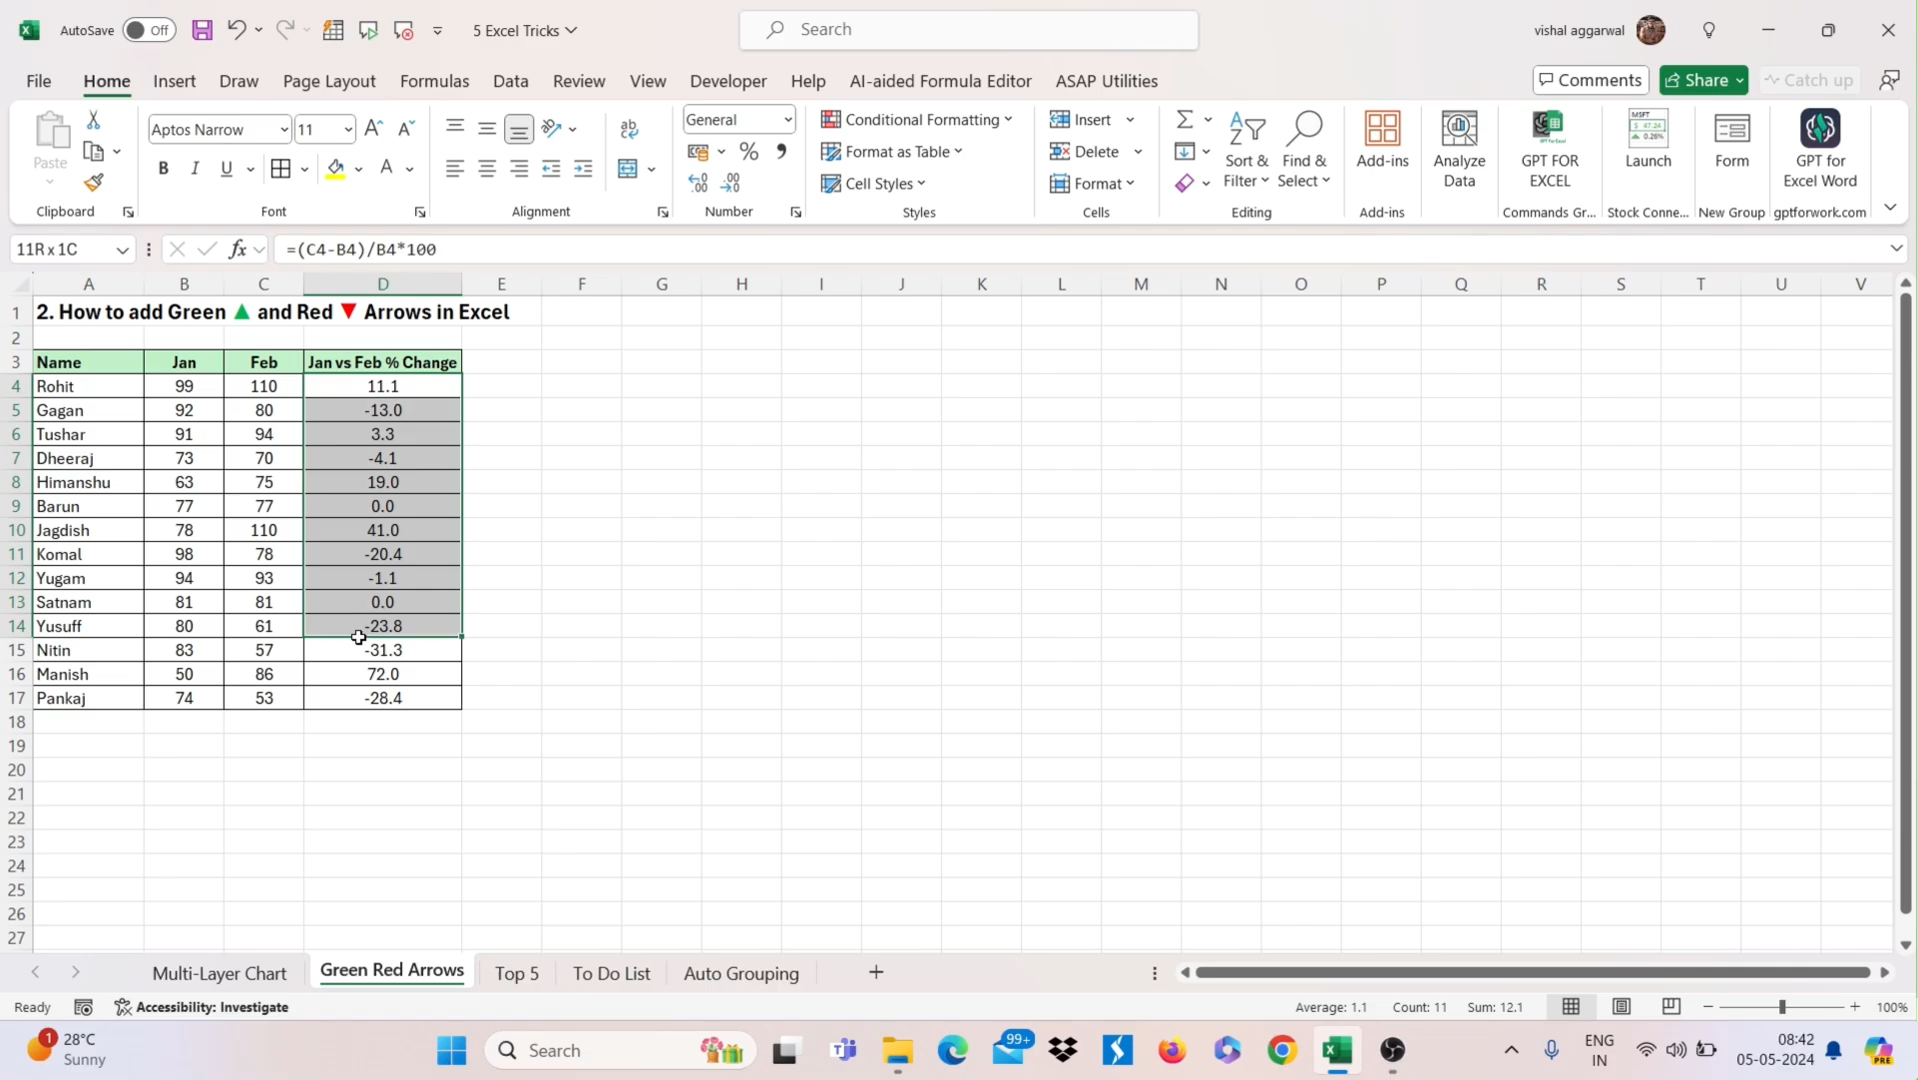 AutoSave Off 5 Excel Tricks Search vishal aggarwal
File Home Insert Draw Page Layout Formulas Data Review View Developer Help AI-aided Formula Editor ASAP Utilities Comments Share Catch up
Paste
Clipboard
Aptos Narrow 11
B I U A
Font
ab
Alignment
General
% 9
Number
Conditional Formatting
Format as Table
Cell Styles
Styles
Insert
Delete
Format
Cells
Sort & Filter
Find & Select
Editing
Add-ins
Add-ins
Analyze Data
GPT FOR EXCEL
Commands Gr...
MSFT
$ 47.24
▲ 0.26%
Launch
Stock Conne...
Form
New Group
GPT for Excel Word
gptforwork.com
11R x 1C fx =(C4-B4)/B4*100
A B C D E F G H I J K L M N O P Q R S T U V
1 2. How to add Green ▲ and Red ▼ Arrows in Excel
2
3 Name Jan Feb Jan vs Feb % Change
4 Rohit 99 110 11.1
5 Gagan 92 80 -13.0
6 Tushar 91 94 3.3
7 Dheeraj 73 70 -4.1
8 Himanshu 63 75 19.0
9 Barun 77 77 0.0
10 Jagdish 78 110 41.0
11 Komal 98 78 -20.4
12 Yugam 94 93 -1.1
13 Satnam 81 81 0.0
14 Yusuff 80 61 -23.8
15 Nitin 83 57 -31.3
16 Manish 50 86 72.0
17 Pankaj 74 53 -28.4
18
19
20
21
22
23
24
25
26
27
Multi-Layer Chart Green Red Arrows Top 5 To Do List Auto Grouping +
Ready Accessibility: Investigate Average: 1.1 Count: 11 Sum: 12.1 100%
1 28°C
Sunny
Search
99+
ENG
IN
08:42
05-05-2024
PRE